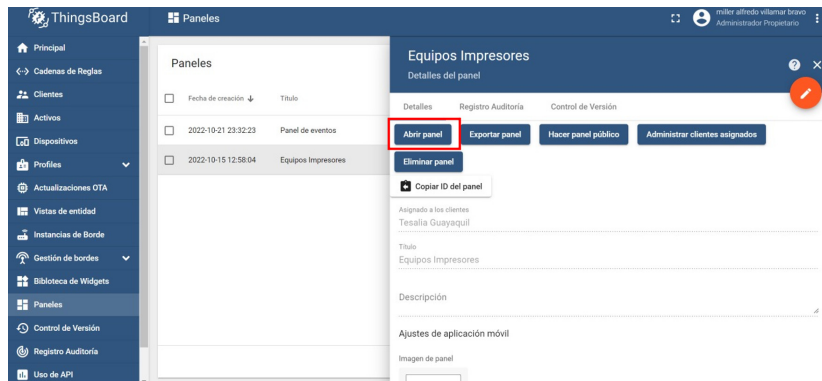 ThingsBoard
Paneles
miller alfredo villamar bravo
Administrador Propietario
Principal
Cadenas de Reglas
Clientes
Activos
Dispositivos
Profiles
Actualizaciones OTA
Vistas de entidad
Instancias de Borde
Gestión de bordes
Bibloteca de Widgets
Paneles
Control de Versión
Registro Auditoría
Uso de API
Paneles
Fecha de creación Título
2022-10-21 23:32:23 Panel de eventos
2022-10-15 12:58:04 Equipos Impresores
Equipos Impresores
Detalles del panel
Detalles Registro Auditoría Control de Versión
Abrir panel Exportar panel Hacer panel público Administrar clientes asignados
Eliminar panel
Copiar ID del panel
Asignado a los clientes
Tesalia Guayaquil
Título
Equipos Impresores
Descripción
Ajustes de aplicación móvil
Imagen de panel